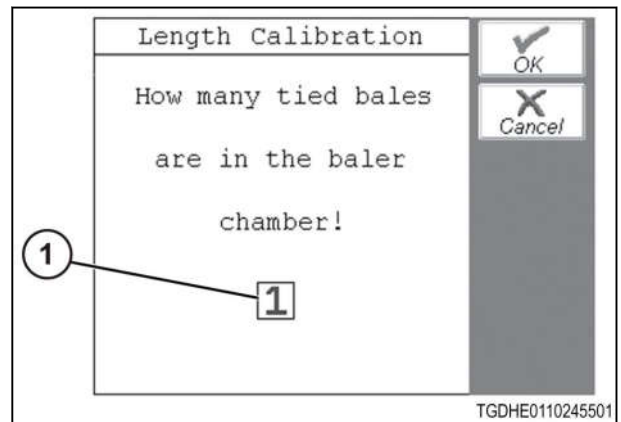 Length Calibration
OK
How many tied bales
are in the baler
chamber!
Cancel
1
1
TGDHE0110245501